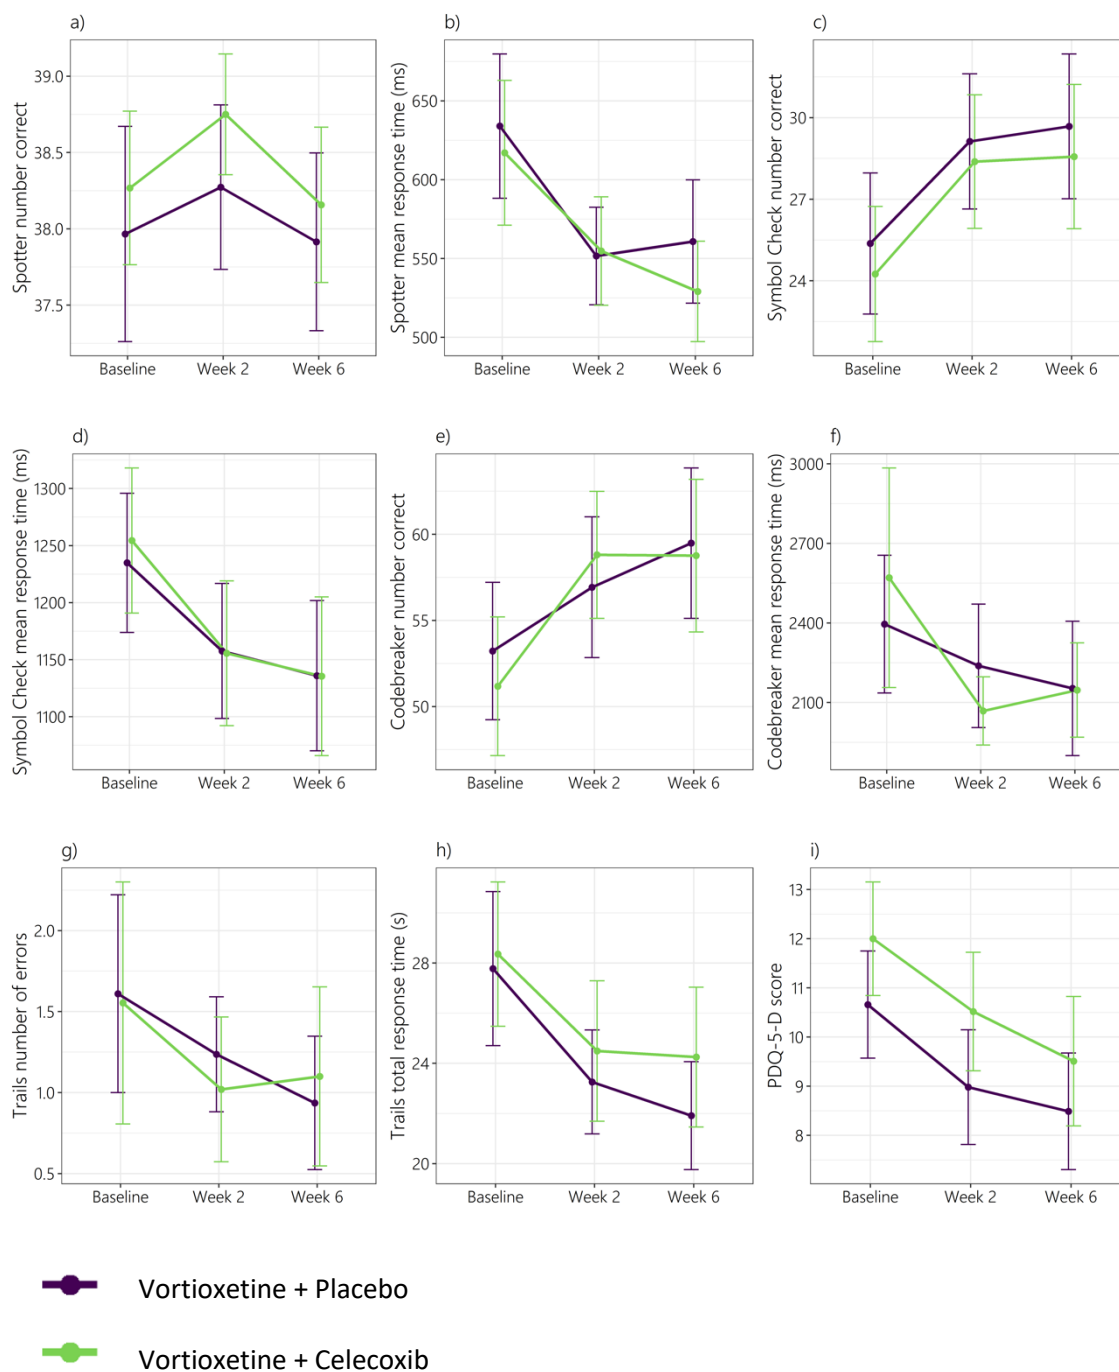 a)
Spotter number correct
39.0
38.5
38.0
37.5
Baseline Week 2 Week 6
b)
Spotter mean response time (ms)
650
600
550
500
Baseline Week 2 Week 6
c)
Symbol Check number correct
30
27
24
Baseline Week 2 Week 6
d)
Symbol Check mean response time (ms)
1300
1250
1200
1150
1100
Baseline Week 2 Week 6
e)
Codebreaker number correct
60
55
50
Baseline Week 2 Week 6
f)
Codebreaker mean response time (ms)
3000
2700
2400
2100
Baseline Week 2 Week 6
g)
Trails number of errors
2.0
1.5
1.0
0.5
Baseline Week 2 Week 6
h)
Trails total response time (s)
28
24
20
Baseline Week 2 Week 6
i)
PDQ-5-D score
13
12
11
10
9
8
Baseline Week 2 Week 6
Vortioxetine + Placebo
Vortioxetine + Celecoxib